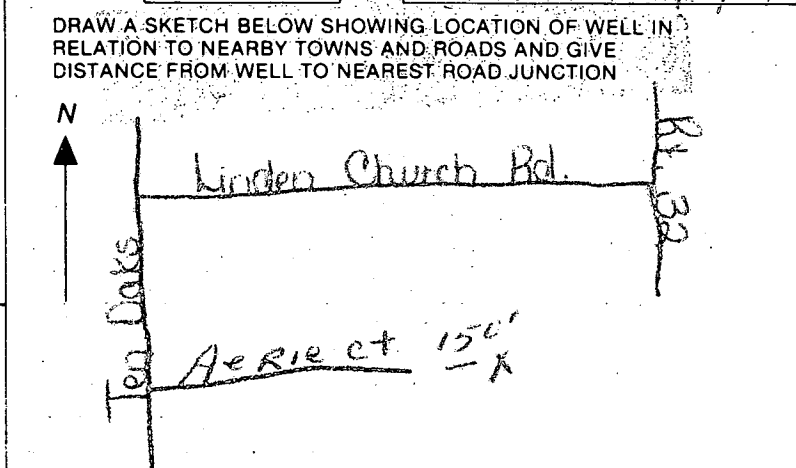 DRAW A SKETCH BELOW SHOWING LOCATION OF WELL IN
RELATION TO NEARBY TOWNS AND ROADS AND GIVE
DISTANCE FROM WELL TO NEAREST ROAD JUNCTION
N
Linden Church Rd.
Rt. 32
Ten Oaks
Aerie ct 150'
X